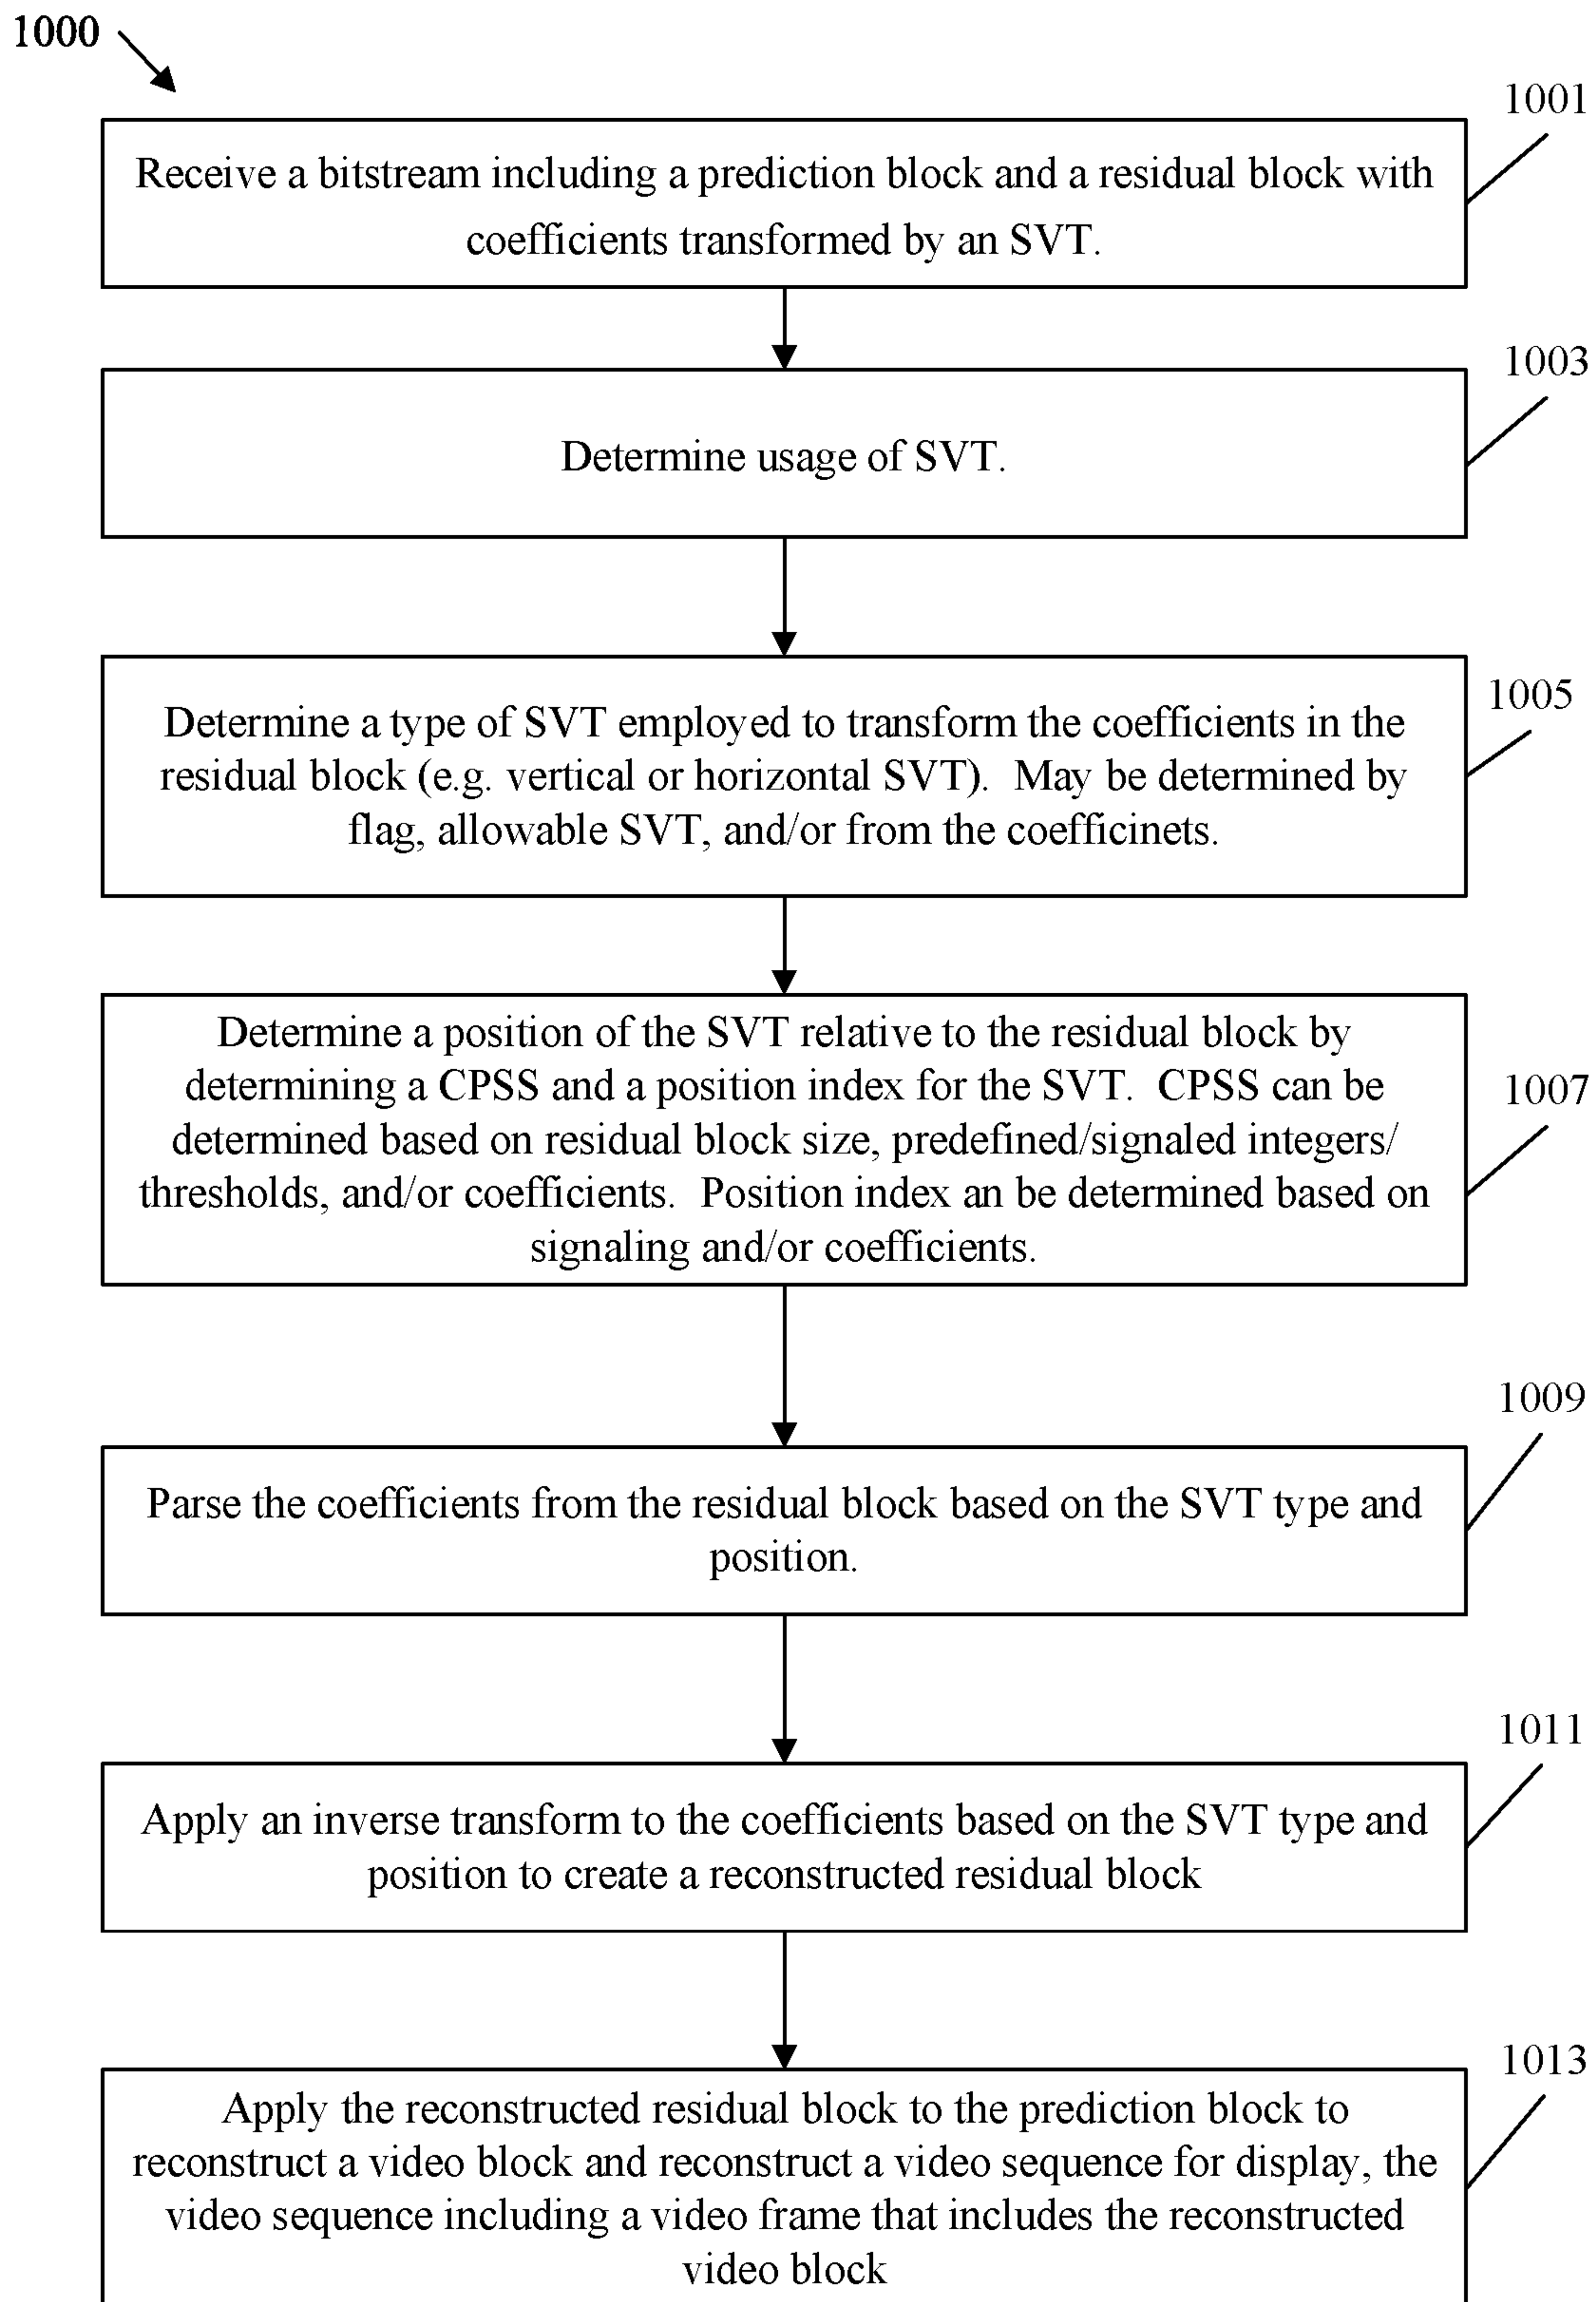 1000
1001
Receive a bitstream including a prediction block and a residual block with
coefficients transformed by an SVT.
1003
Determine usage of SVT.
1005
Determine a type of SVT employed to transform the coefficients in the
residual block (e.g. vertical or horizontal SVT).  May be determined by
flag, allowable SVT, and/or from the coefficinets.
1007
Determine a position of the SVT relative to the residual block by
determining a CPSS and a position index for the SVT.  CPSS can be
determined based on residual block size, predefined/signaled integers/
thresholds, and/or coefficients.  Position index an be determined based on
signaling and/or coefficients.
1009
Parse the coefficients from the residual block based on the SVT type and
position.
1011
Apply an inverse transform to the coefficients based on the SVT type and
position to create a reconstructed residual block
1013
Apply the reconstructed residual block to the prediction block to
reconstruct a video block and reconstruct a video sequence for display, the
video sequence including a video frame that includes the reconstructed
video block